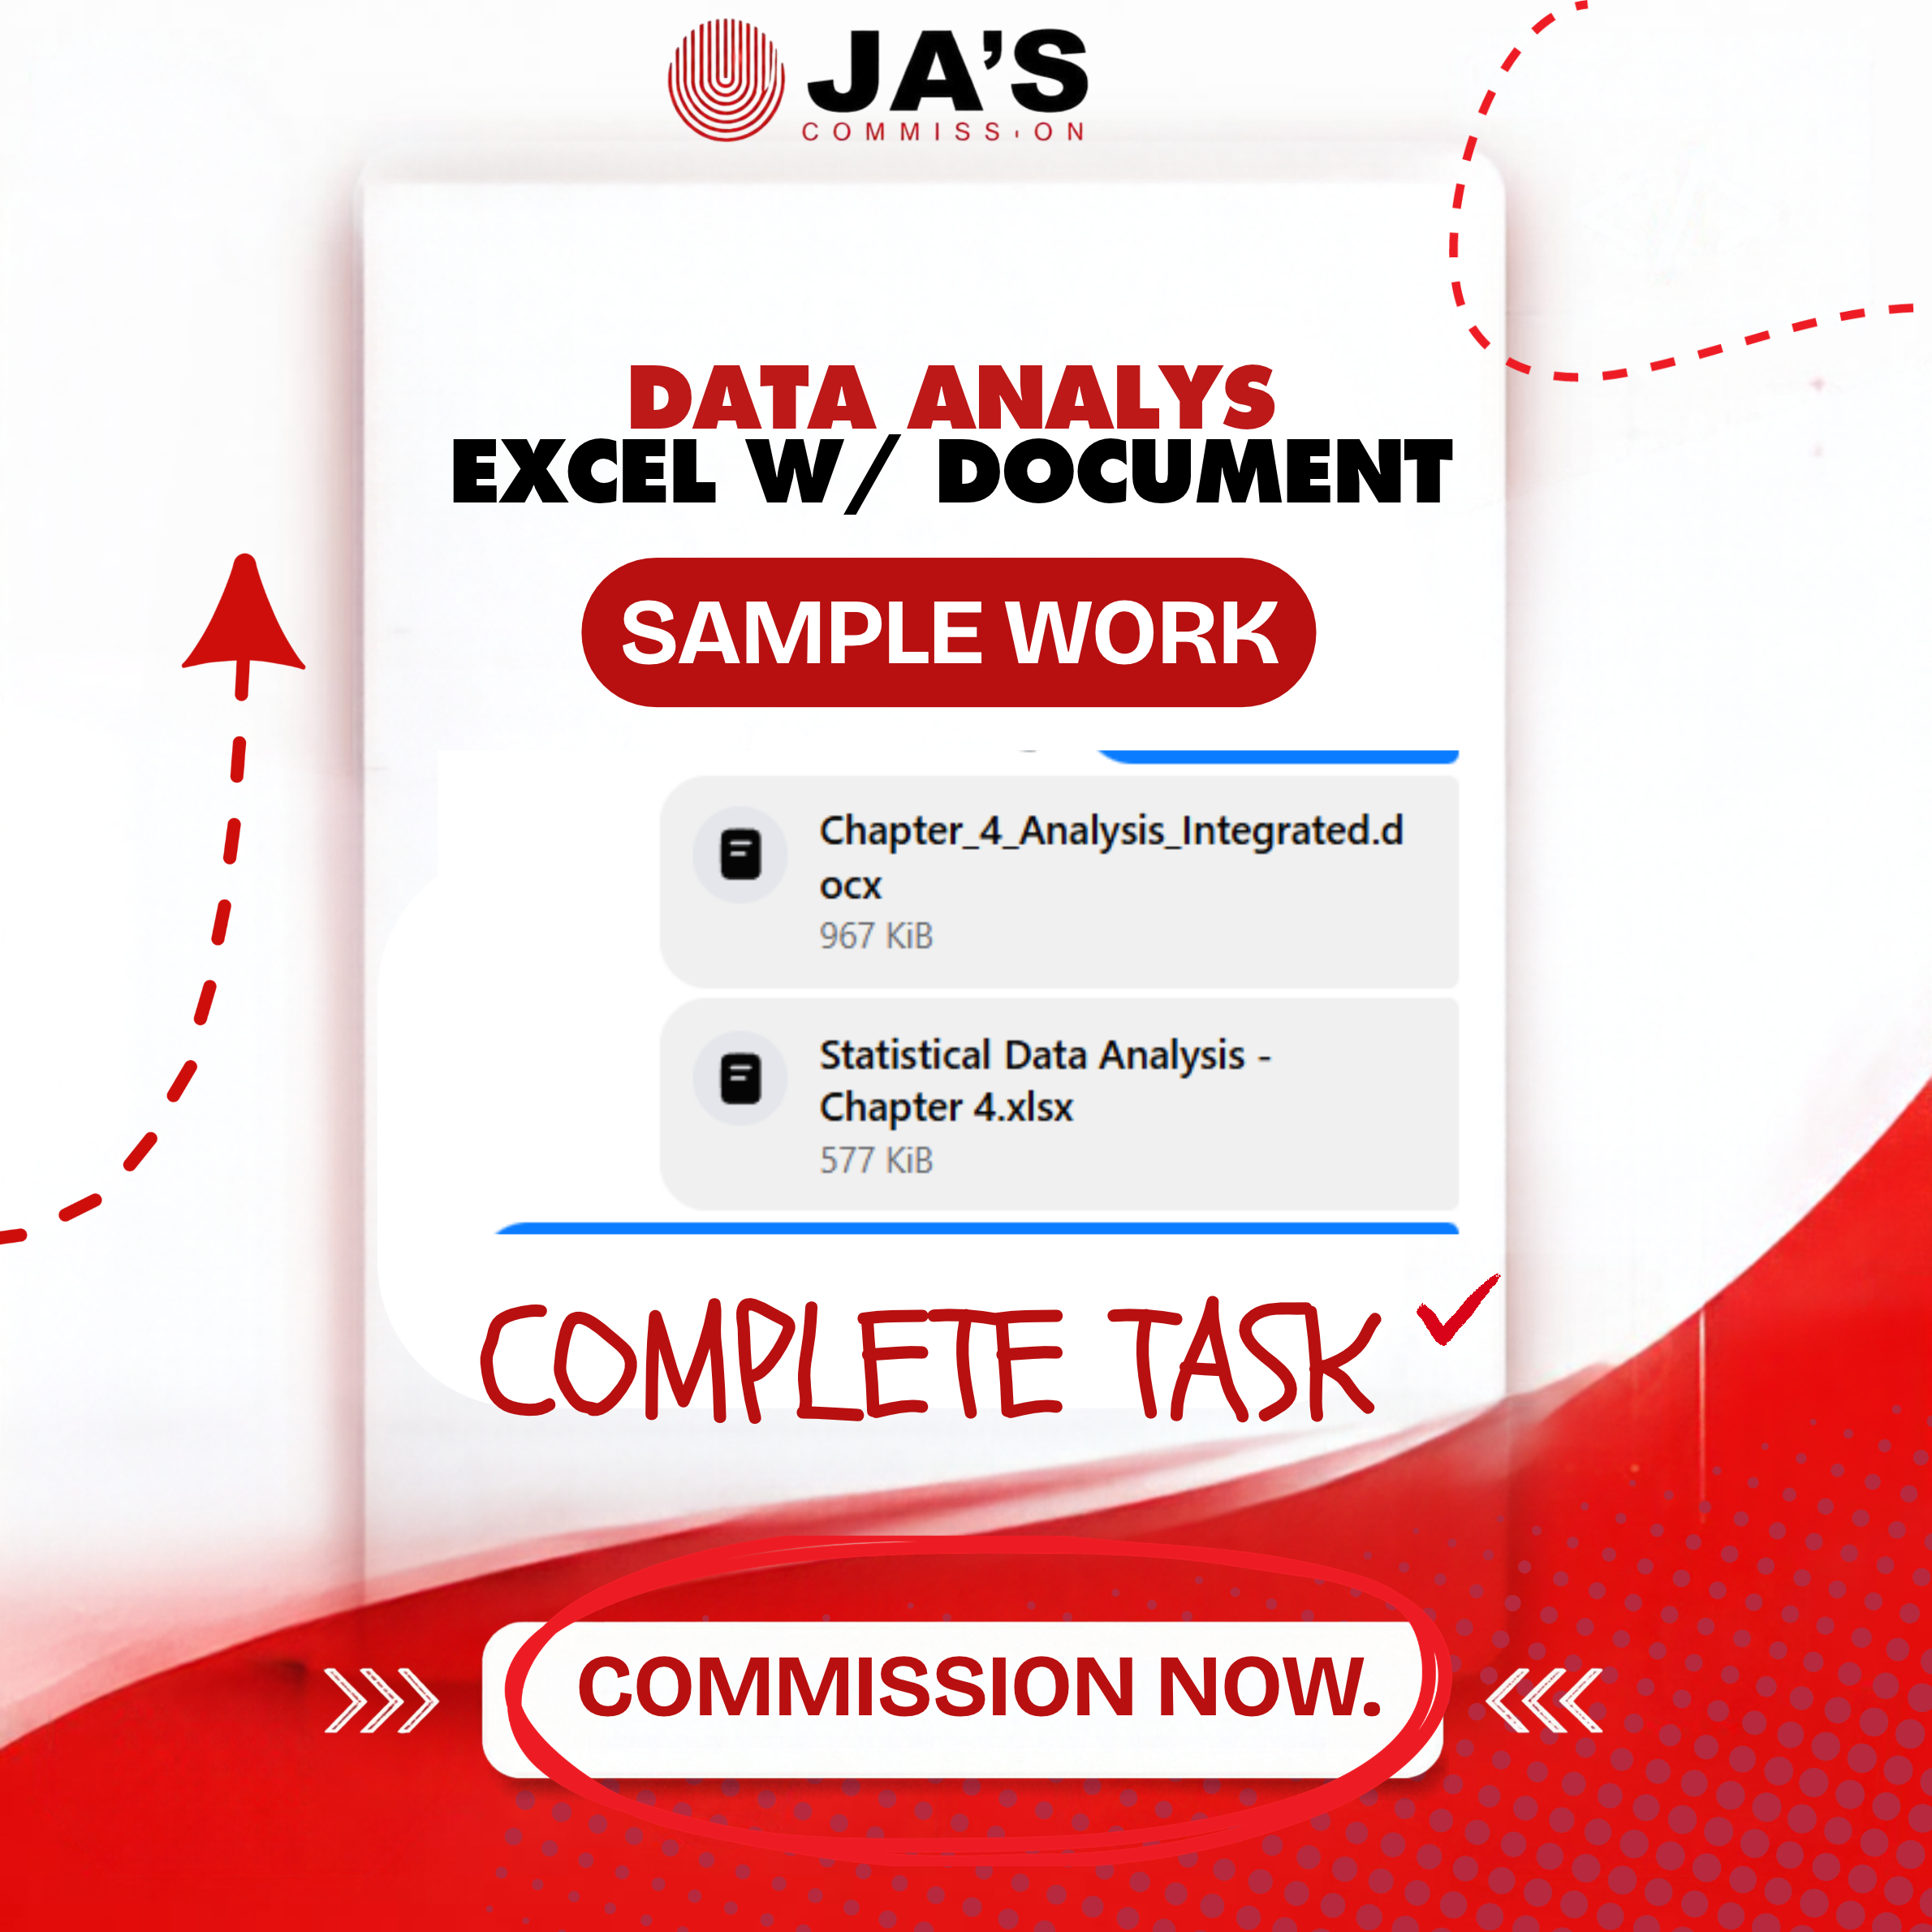 JA'S
COMMISSION
DATA ANALYS
EXCEL W/ DOCUMENT
SAMPLE WORK
Chapter_4_Analysis_Integrated.d
ocx
967 KiB
Statistical Data Analysis -
Chapter 4.xlsx
577 KiB
COMPLETE TASK
COMMISSION NOW.